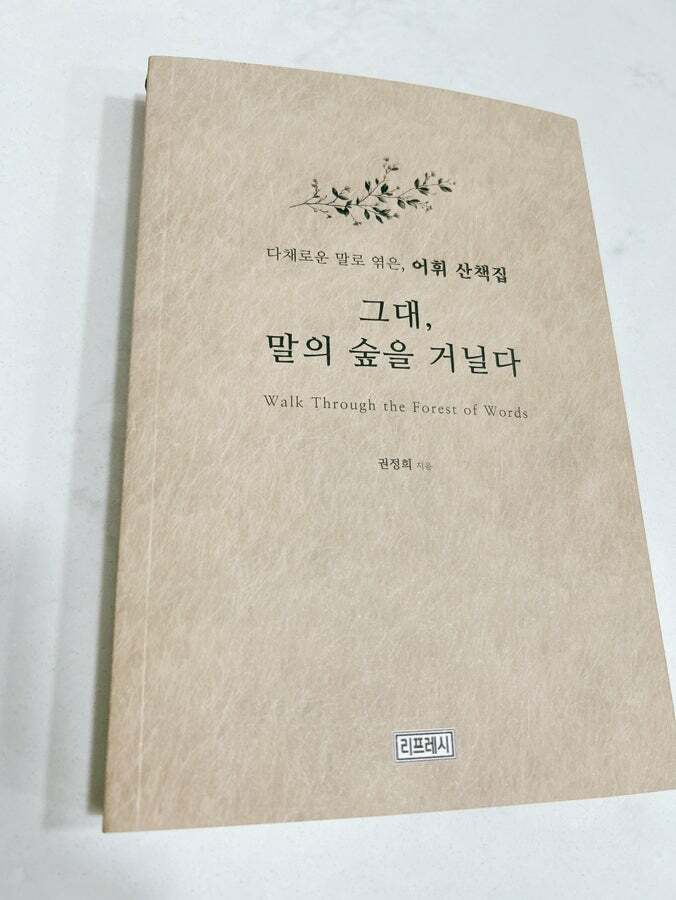 다채로운 말로 엮은, 어휘 산책집
그대,
말의 숲을 거닐다
Walk Through the Forest of Words
권정희 지음
리프레시